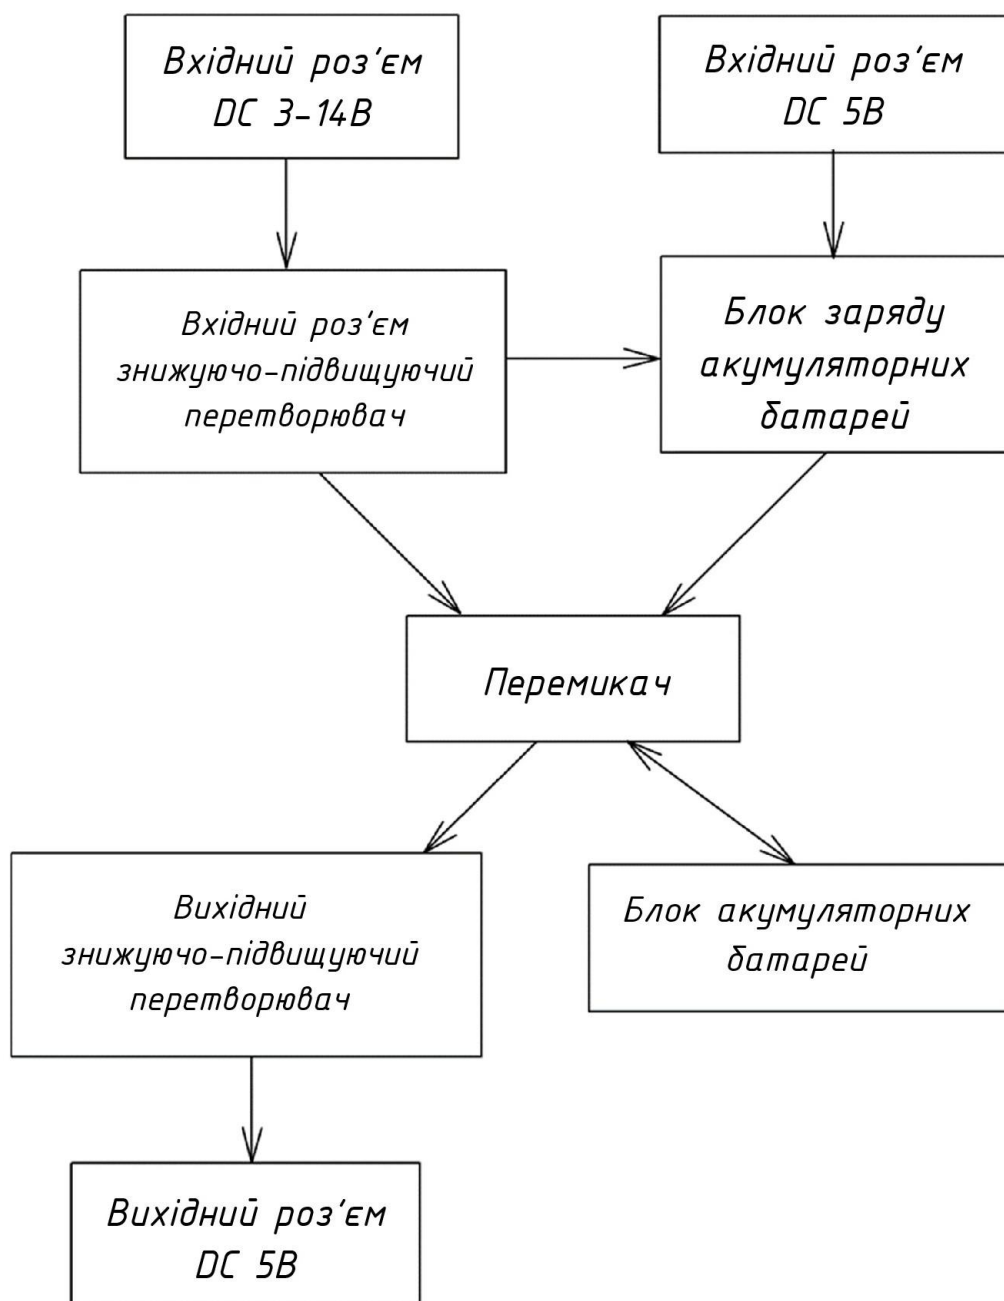 Вхідний роз'єм
DC 3-14В
Вхідний роз'єм
DC 5В
Вхідний роз'єм
знижуючо-підвищуючий
перетворювач
Блок заряду
акумуляторних
батарей
Перемикач
Вихідний
знижуючо-підвищуючий
перетворювач
Блок акумуляторних
батарей
Вихідний роз'єм
DC 5В